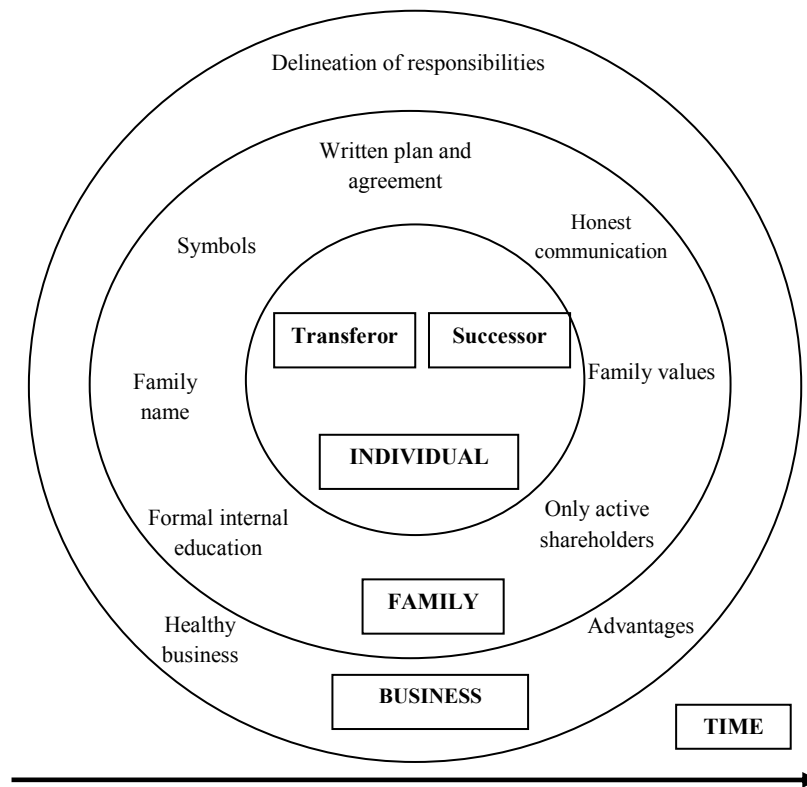 Delineation of responsibilities
Written plan and
agreement
Honest
communication
Symbols
Transferor
Successor
Family values
Family
name
INDIVIDUAL
Only active
shareholders
Formal internal
education
FAMILY
Healthy
business
Advantages
BUSINESS
TIME